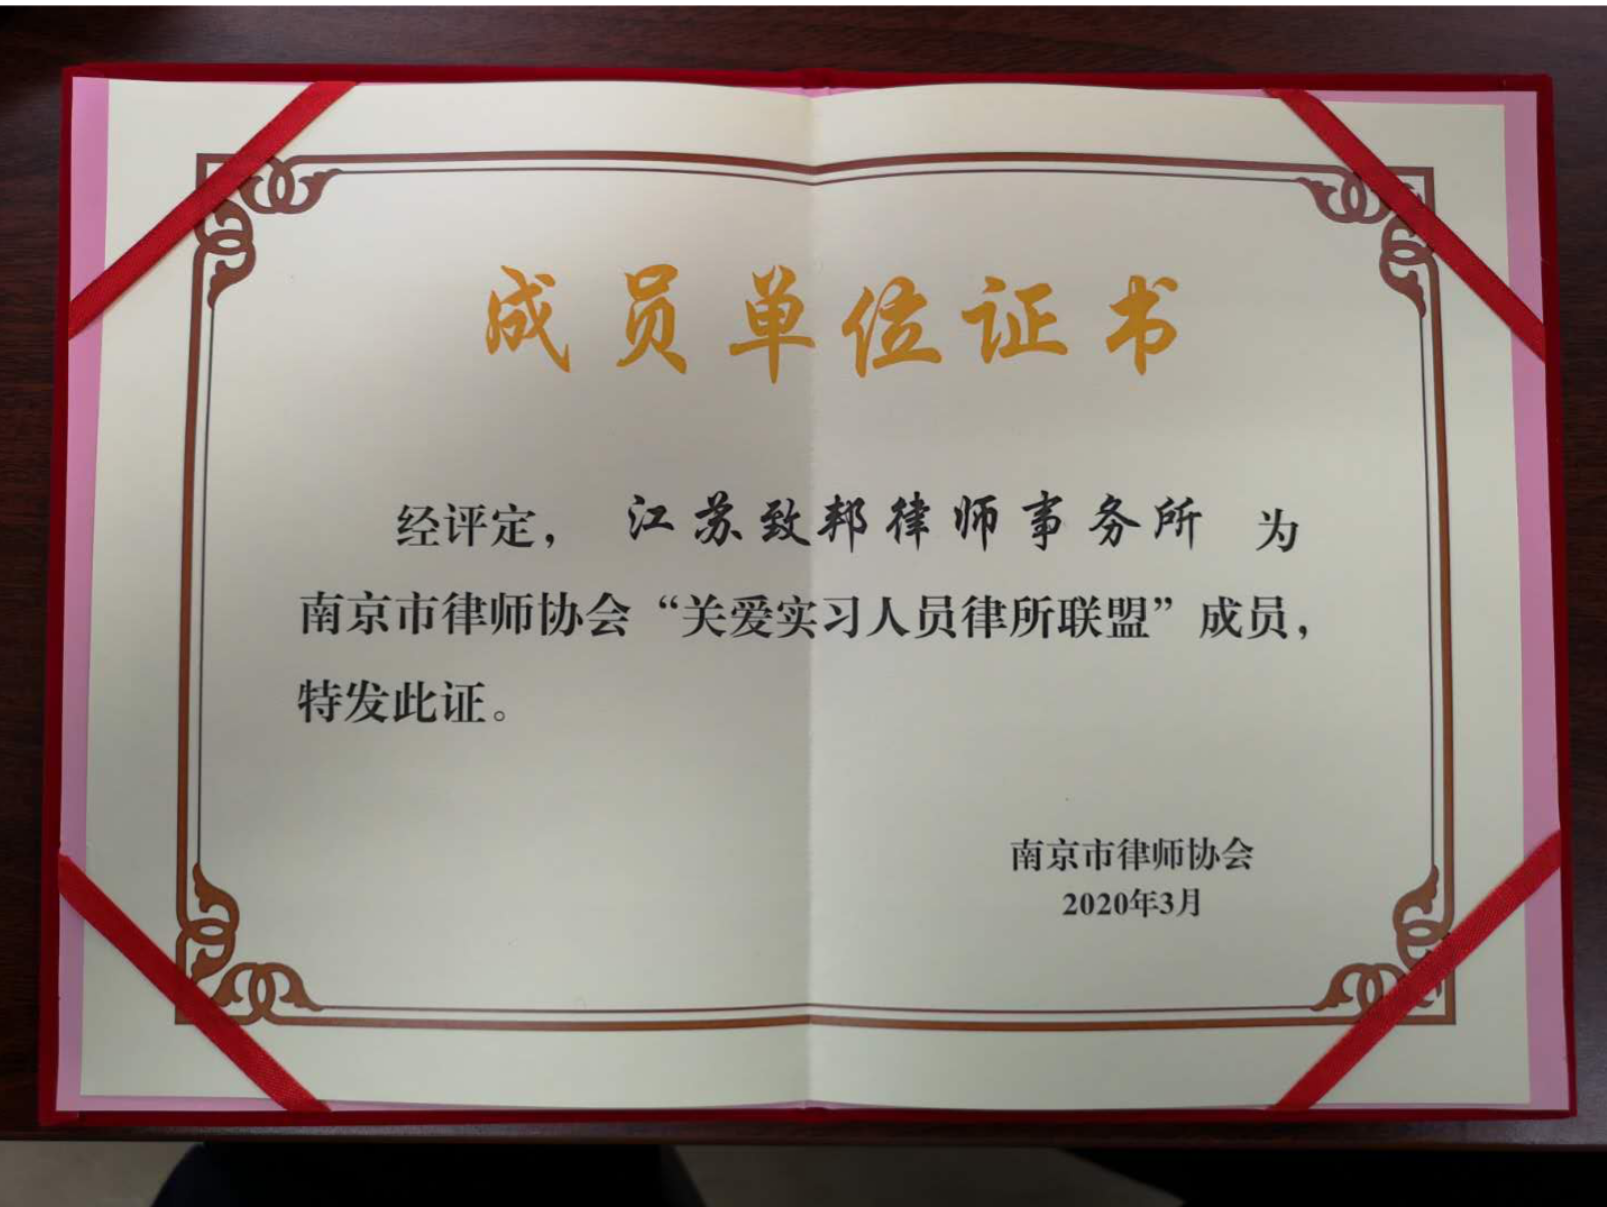 成员单位证书
经评定， 江苏致邦律师事务所 为
南京市律师协会“关爱实习人员律所联盟”成员，
特发此证。
南京市律师协会
2020年3月